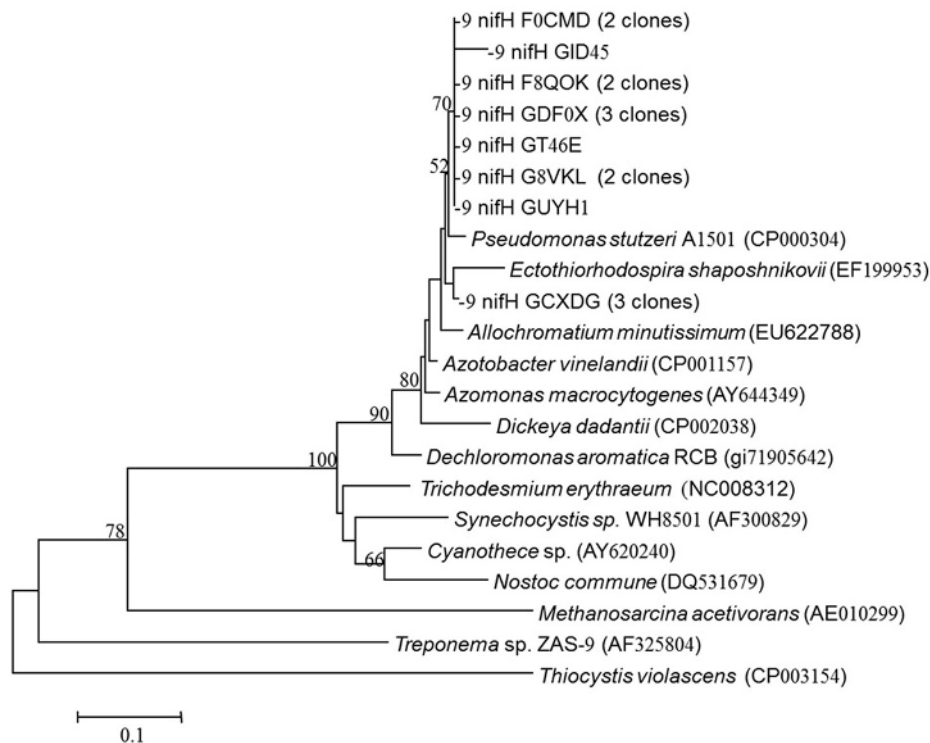 -9 nifH F0CMD (2 clones)
-9 nifH GID45
-9 nifH F8QOK (2 clones)
70
-9 nifH GDF0X (3 clones)
-9 nifH GT46E
52
-9 nifH G8VKL (2 clones)
-9 nifH GUYH1
Pseudomonas stutzeri A1501 (CP000304)
Ectothiorhodospira shaposhnikovii (EF199953)
-9 nifH GCXDG (3 clones)
Allochromatium minutissimum (EU622788)
Azotobacter vinelandii (CP001157)
80
Azomonas macrocytogenes (AY644349)
90
Dickeya dadantii (CP002038)
100
Dechloromonas aromatica RCB (gi71905642)
Trichodesmium erythraeum (NC008312)
Synechocystis sp. WH8501 (AF300829)
78
Cyanothece sp. (AY620240)
66
Nostoc commune (DQ531679)
Methanosarcina acetivorans (AE010299)
Treponema sp. ZAS-9 (AF325804)
Thiocystis violascens (CP003154)
0.1